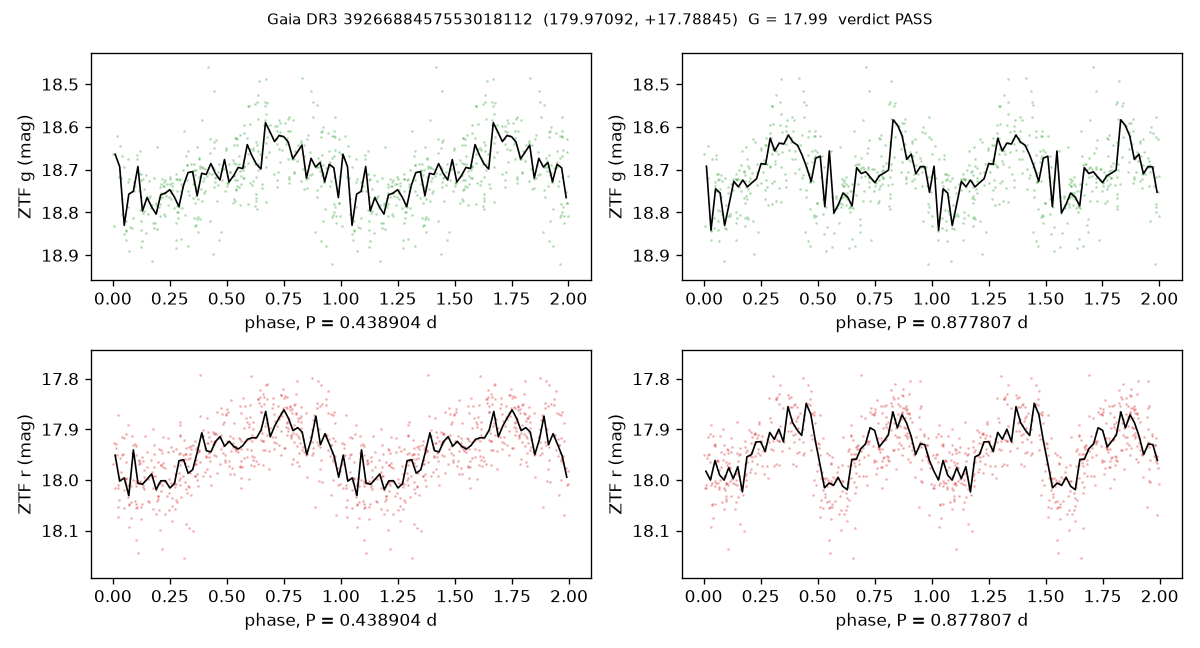 Gaia DR3 3926688457553018112 (179.97092, +17.78845) G = 17.99 verdict PASS
ZTF g (mag)
18.5
18.6
18.7
18.8
18.9
0.00 0.25 0.50 0.75 1.00 1.25 1.50 1.75 2.00
phase, P = 0.438904 d
ZTF g (mag)
18.5
18.6
18.7
18.8
18.9
0.00 0.25 0.50 0.75 1.00 1.25 1.50 1.75 2.00
phase, P = 0.877807 d
ZTF r (mag)
17.8
17.9
18.0
18.1
0.00 0.25 0.50 0.75 1.00 1.25 1.50 1.75 2.00
phase, P = 0.438904 d
ZTF r (mag)
17.8
17.9
18.0
18.1
0.00 0.25 0.50 0.75 1.00 1.25 1.50 1.75 2.00
phase, P = 0.877807 d